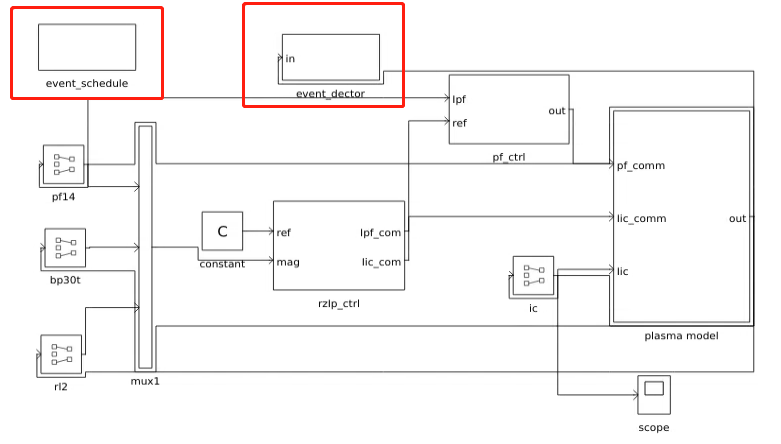 event_schedule
in
event_dector
lpf
ref
out
pf_ctrl
pf14
pf_comm
C
constant
ref
mag
lpf_com
lic_com
rzlp_ctrl
lic_comm
out
bp30t
lic
ic
plasma model
rl2
mux1
scope